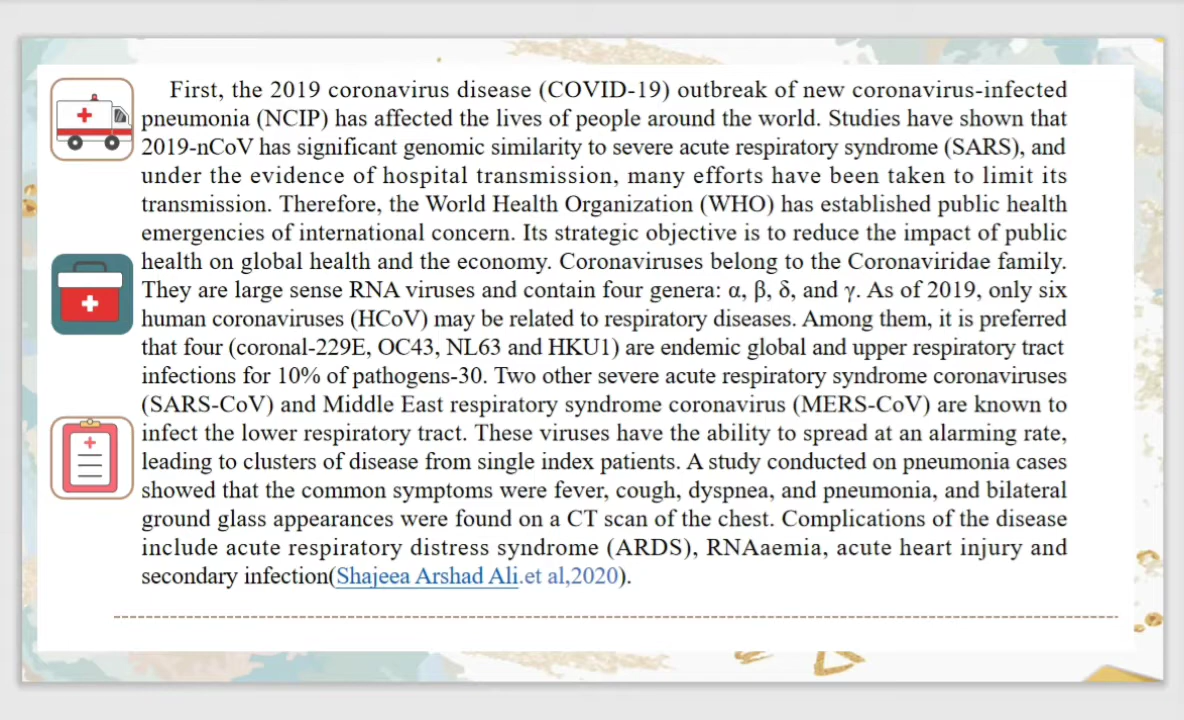 First, the 2019 coronavirus disease (COVID-19) outbreak of new coronavirus-infected
pneumonia (NCIP) has affected the lives of people around the world. Studies have shown that
2019-nCoV has significant genomic similarity to severe acute respiratory syndrome (SARS), and
under the evidence of hospital transmission, many efforts have been taken to limit its
transmission. Therefore, the World Health Organization (WHO) has established public health
emergencies of international concern. Its strategic objective is to reduce the impact of public
health on global health and the economy. Coronaviruses belong to the Coronaviridae family.
They are large sense RNA viruses and contain four genera: α, β, δ, and γ. As of 2019, only six
human coronaviruses (HCoV) may be related to respiratory diseases. Among them, it is preferred
that four (coronal-229E, OC43, NL63 and HKU1) are endemic global and upper respiratory tract
infections for 10% of pathogens-30. Two other severe acute respiratory syndrome coronaviruses
(SARS-CoV) and Middle East respiratory syndrome coronavirus (MERS-CoV) are known to
infect the lower respiratory tract. These viruses have the ability to spread at an alarming rate,
leading to clusters of disease from single index patients. A study conducted on pneumonia cases
showed that the common symptoms were fever, cough, dyspnea, and pneumonia, and bilateral
ground glass appearances were found on a CT scan of the chest. Complications of the disease
include acute respiratory distress syndrome (ARDS), RNAaemia, acute heart injury and
secondary infection(Shajeea Arshad Ali.et al,2020).